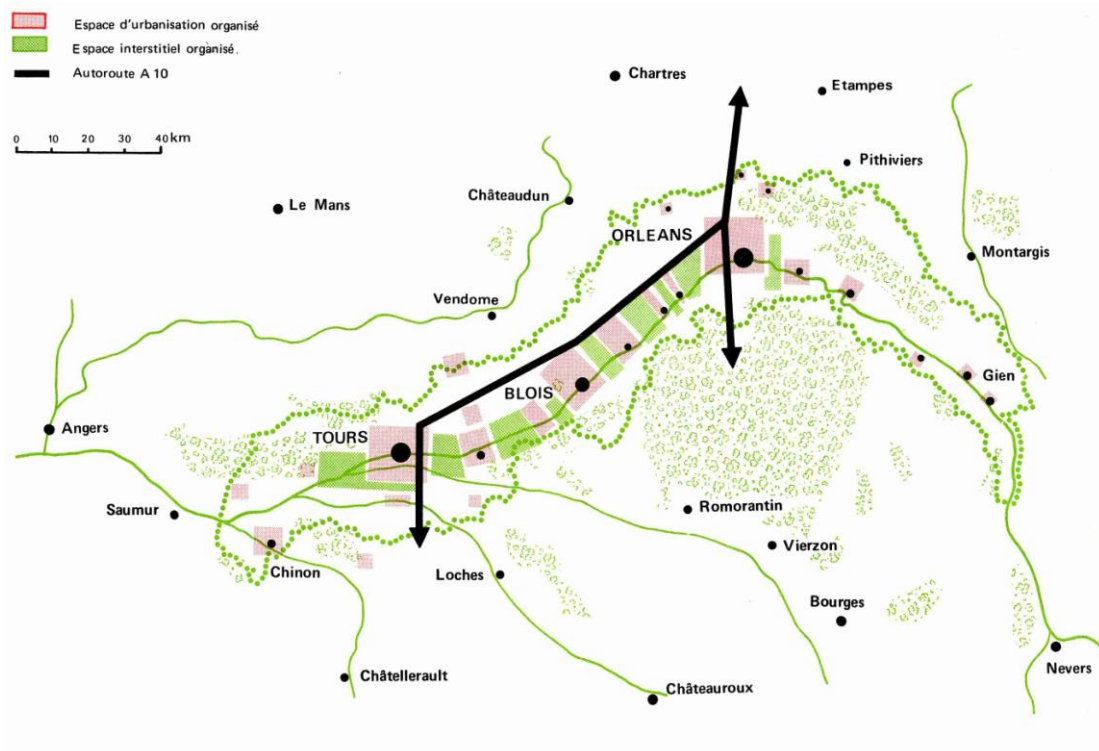 Espace d'urbanisation organisé
Espace interstitiel organisé.
Autoroute A 10
0 10 20 30 40 km
Chartres
Etampes
Pithiviers
Châteaudun
Le Mans
ORLEANS
Montargis
Vendome
BLOIS
Gien
Angers
TOURS
Saumur
Romorantin
Vierzon
Chinon
Loches
Bourges
Nevers
Châtellerault
Châteauroux